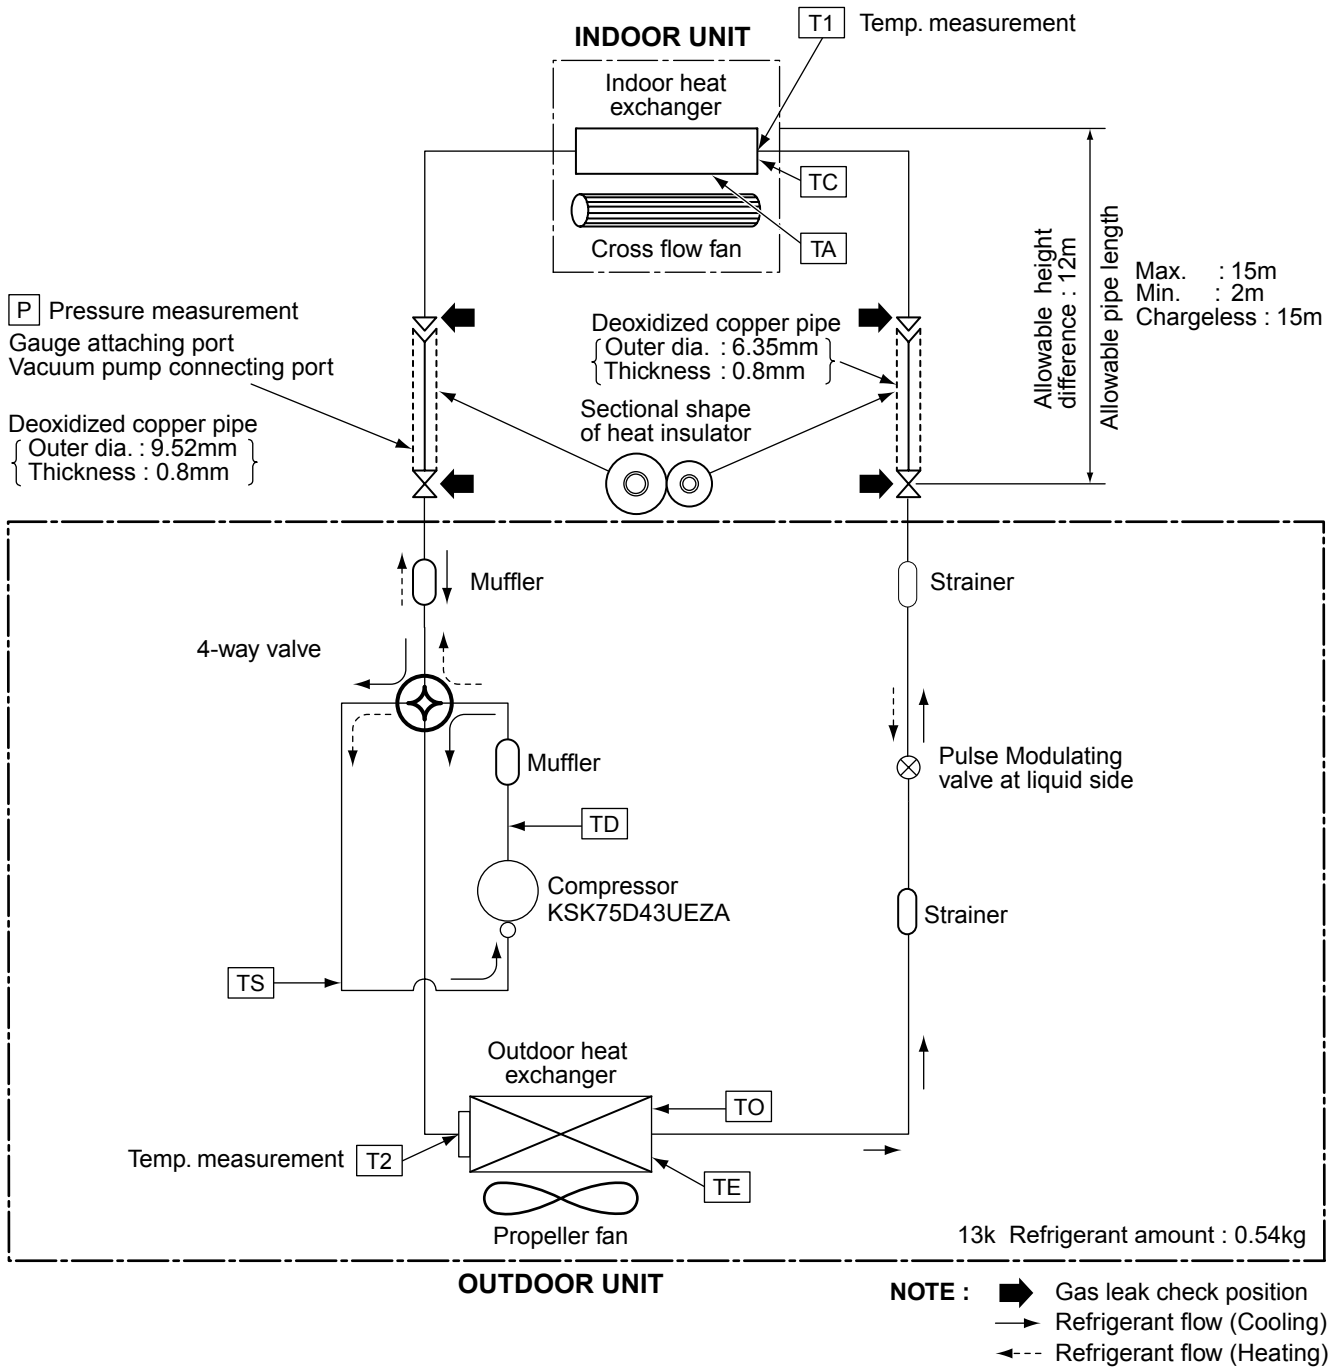 T1 Temp. measurement
INDOOR UNIT
Indoor heat
exchanger
TC
Cross flow fan
TA
Allowable height
difference : 12m
Allowable pipe length
Max. : 15m
Min. : 2m
Chargeless : 15m
P Pressure measurement
Gauge attaching port
Vacuum pump connecting port
Deoxidized copper pipe
Outer dia. : 9.52mm
Thickness : 0.8mm
Deoxidized copper pipe
Outer dia. : 6.35mm
Thickness : 0.8mm
Sectional shape
of heat insulator
Muffler
Strainer
4-way valve
Muffler
Pulse Modulating
valve at liquid side
TD
Compressor
KSK75D43UEZA
Strainer
TS
Outdoor heat
exchanger
TO
Temp. measurement T2
TE
Propeller fan
13k Refrigerant amount : 0.54kg
OUTDOOR UNIT
NOTE : Gas leak check position
Refrigerant flow (Cooling)
Refrigerant flow (Heating)